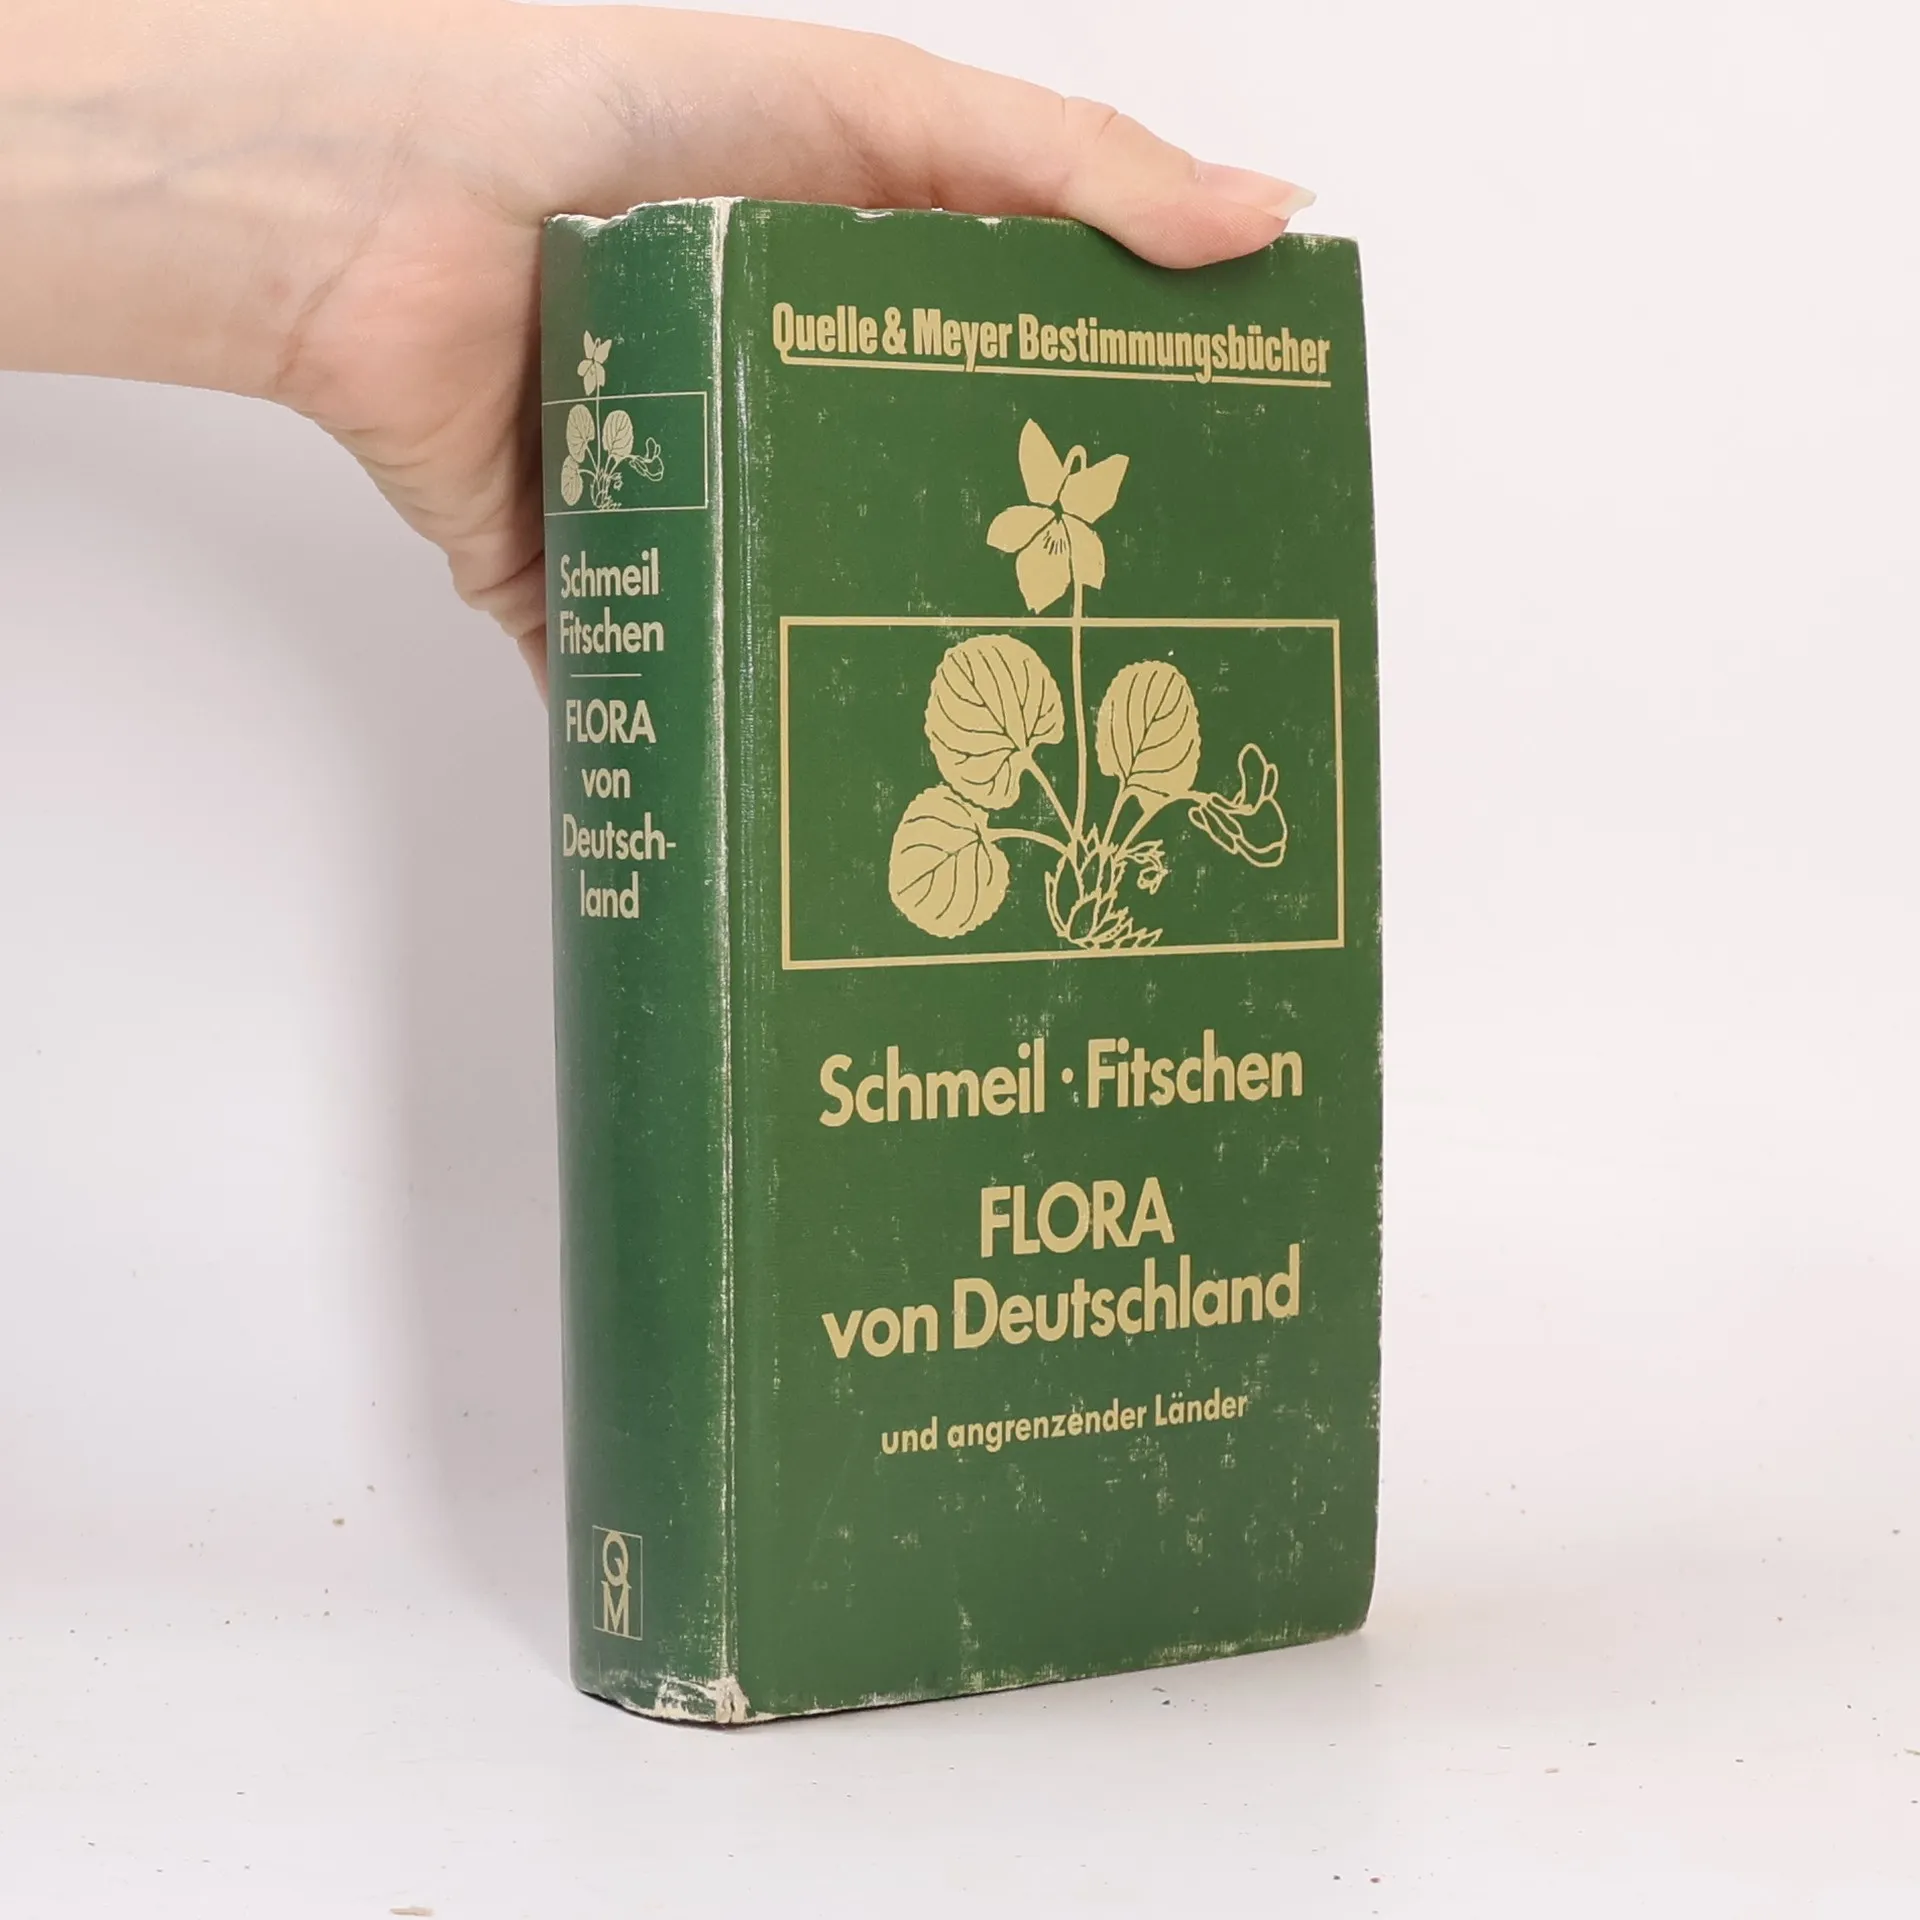 Schmeil
Fitschen
FLORA
von
Deutsch-
land
Q
M
Quelle & Meyer Bestimmungsbücher
Schmeil · Fitschen
FLORA
von Deutschland
und angrenzender Länder